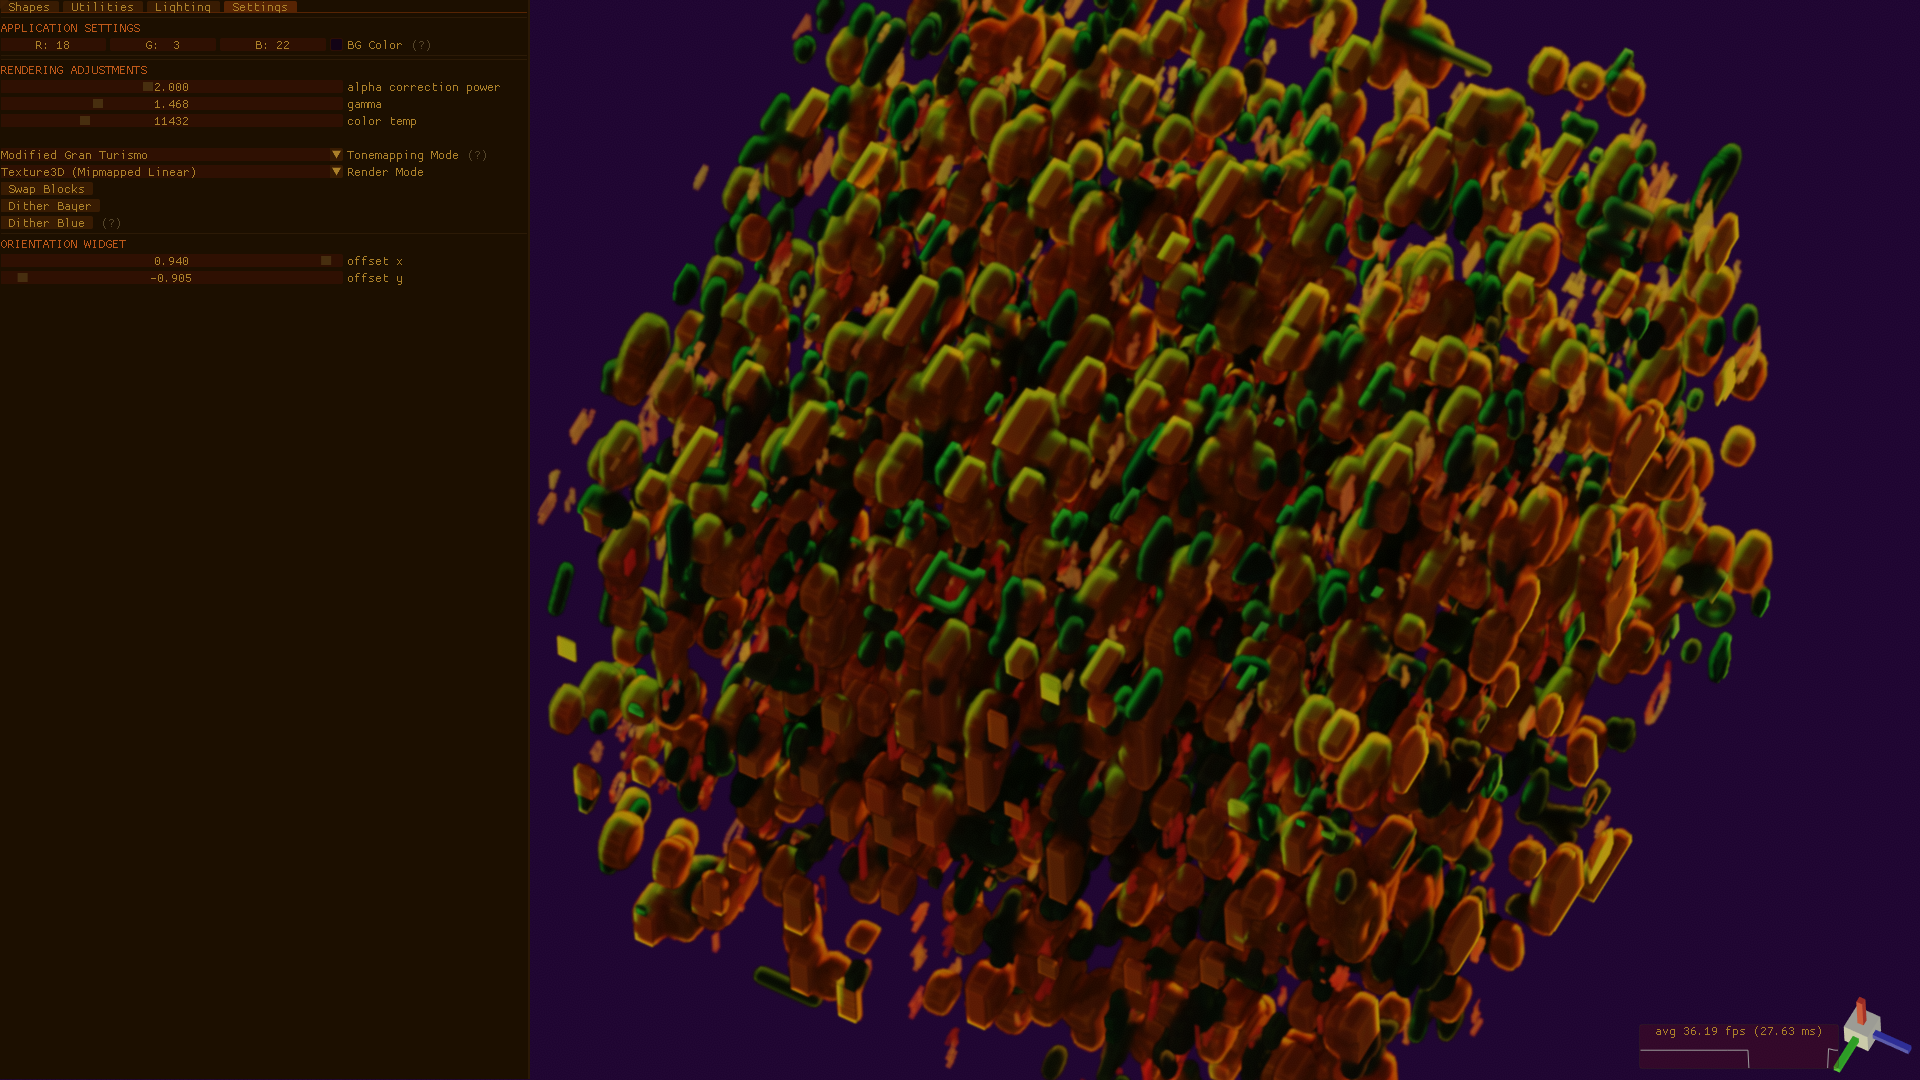 Shapes Utilities Lighting Settings
APPLICATION SETTINGS
R: 18 G: 3 B: 22 BG Color (?)
RENDERING ADJUSTMENTS
2.000 alpha correction power
1.468 gamma
11432 color temp
Modified Gran Turismo Tonemapping Mode (?)
Texture3D (Mipmapped Linear) Render Mode
Swap Blocks
Dither Bayer
Dither Blue (?)
ORIENTATION WIDGET
0.940 offset x
-0.905 offset y
avg 36.19 fps (27.63 ms)